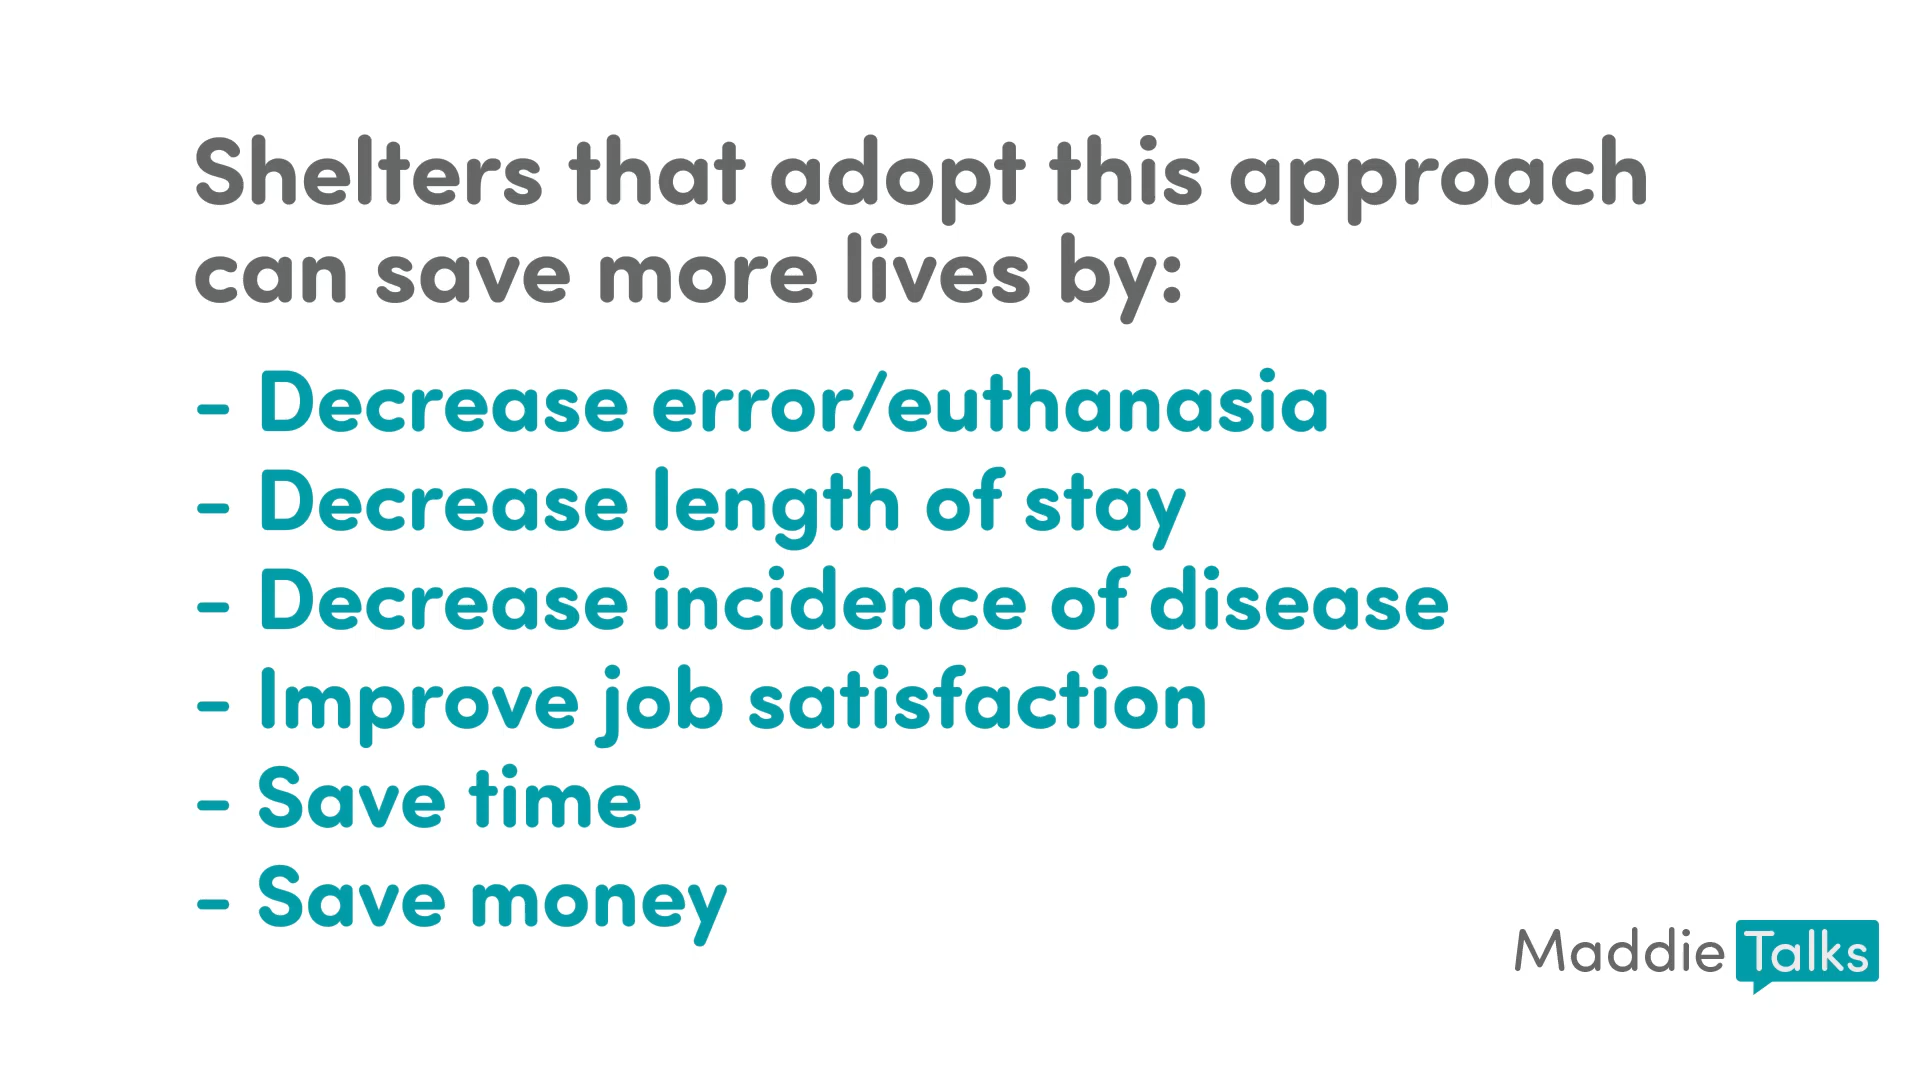 Shelters that adopt this approach
can save more lives by:
- Decrease error/euthanasia
- Decrease length of stay
- Decrease incidence of disease
- Improve job satisfaction
- Save time
- Save money
Maddie Talks